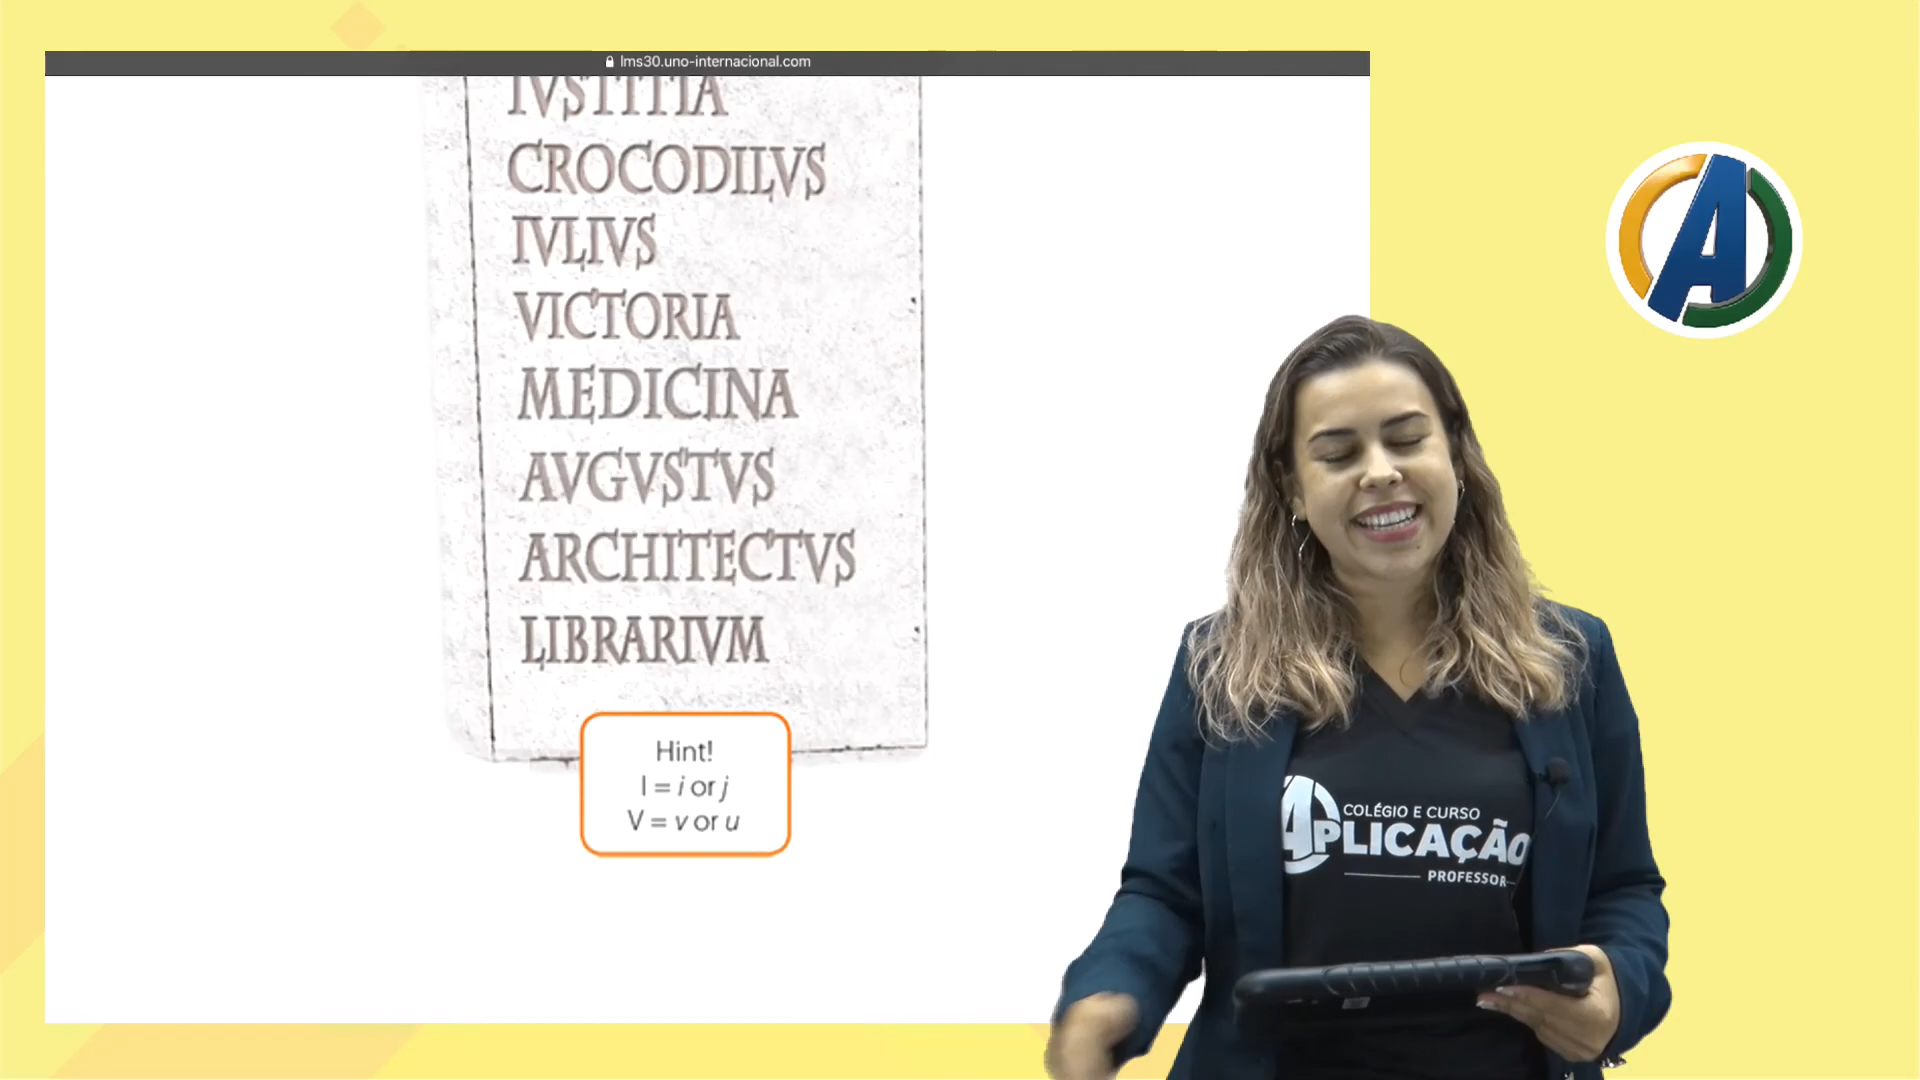 lms30.uno-internacional.com
IVSTITIA
CROCODILVS
IVLIVS
VICTORIA
MEDICINA
AVGVSTVS
ARCHITECTVS
LIBRARIVM
Hint!
I = i or j
V = v or u
COLÉGIO E CURSO
APLICAÇÃO
PROFESSOR